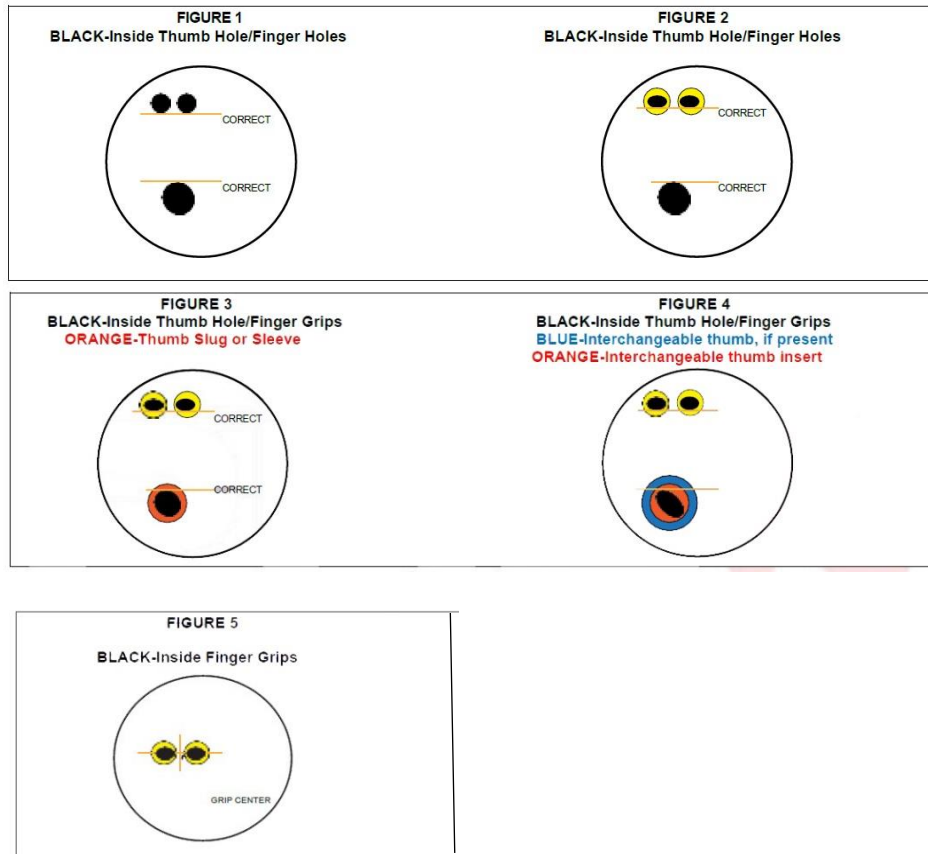 FIGURE 1
BLACK-Inside Thumb Hole/Finger Holes
CORRECT
CORRECT
FIGURE 2
BLACK-Inside Thumb Hole/Finger Holes
CORRECT
CORRECT
FIGURE 3
BLACK-Inside Thumb Hole/Finger Grips
ORANGE-Thumb Slug or Sleeve
CORRECT
CORRECT
FIGURE 4
BLACK-Inside Thumb Hole/Finger Grips
BLUE-Interchangeable thumb, if present
ORANGE-Interchangeable thumb insert
FIGURE 5
BLACK-Inside Finger Grips
GRIP CENTER